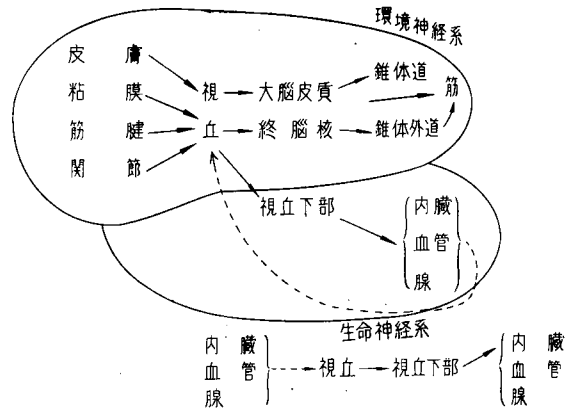 環境神経系
皮 膚
粘 膜
筋 腱
関 節
視
丘
大脳皮質
終 脳 核
錐体道
錐体外道
筋
視丘下部
内臓
血管
腺
生命神経系
内 臓
血 管
腺
視丘
視丘下部
内 臓
血 管
腺